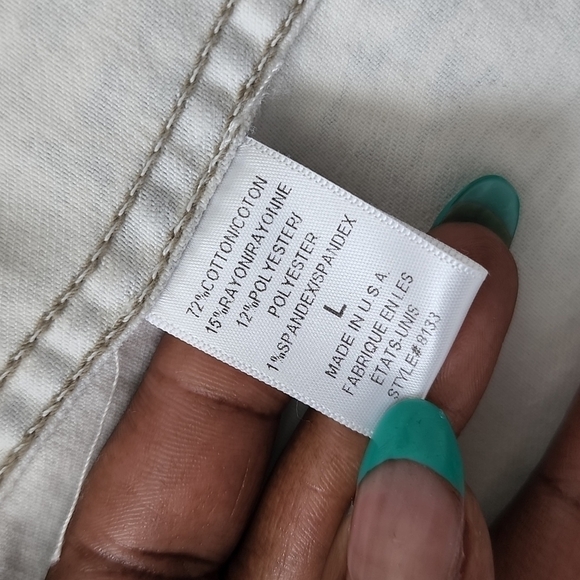 72%COTTON/COTON
15%RAYON/RAYONNE
12%POLYESTER/
POLYESTER
1%SPANDEX/SPANDEX
L
MADE IN U.S.A.
FABRIQUE EN LES
ÉTATS-UNIS
STYLE#8133